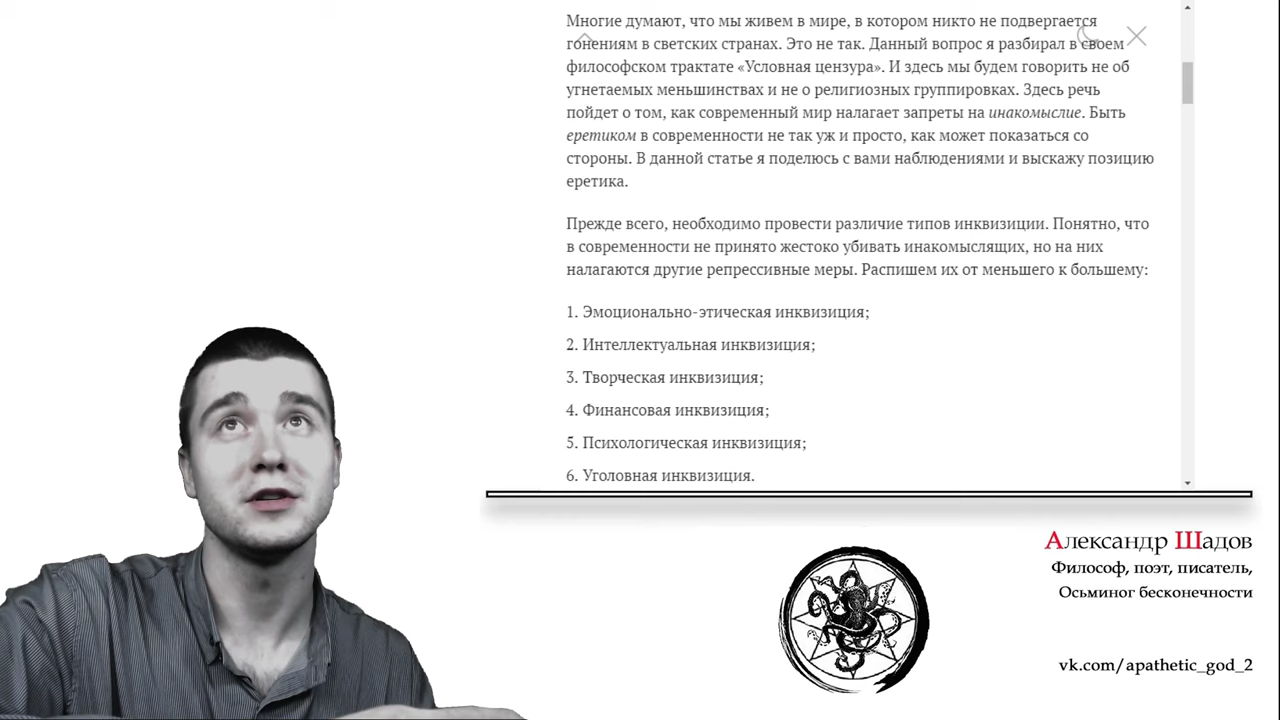 Многие думают, что мы живем в мире, в котором никто не подвергается
гонениям в светских странах. Это не так. Данный вопрос я разбирал в своем
философском трактате «Условная цензура». И здесь мы будем говорить не об
угнетаемых меньшинствах и не о религиозных группировках. Здесь речь
пойдет о том, как современный мир налагает запреты на инакомыслие. Быть
еретиком в современности не так уж и просто, как может показаться со
стороны. В данной статье я поделюсь с вами наблюдениями и выскажу позицию
еретика.
Прежде всего, необходимо провести различие типов инквизиции. Понятно, что
в современности не принято жестоко убивать инакомыслящих, но на них
налагаются другие репрессивные меры. Распишем их от меньшего к большему:
1. Эмоционально-этическая инквизиция;
2. Интеллектуальная инквизиция;
3. Творческая инквизиция;
4. Финансовая инквизиция;
5. Психологическая инквизиция;
6. Уголовная инквизиция.
Александр Шадов
Философ, поэт, писатель,
Осьминог бесконечности
vk.com/apathetic_god_2